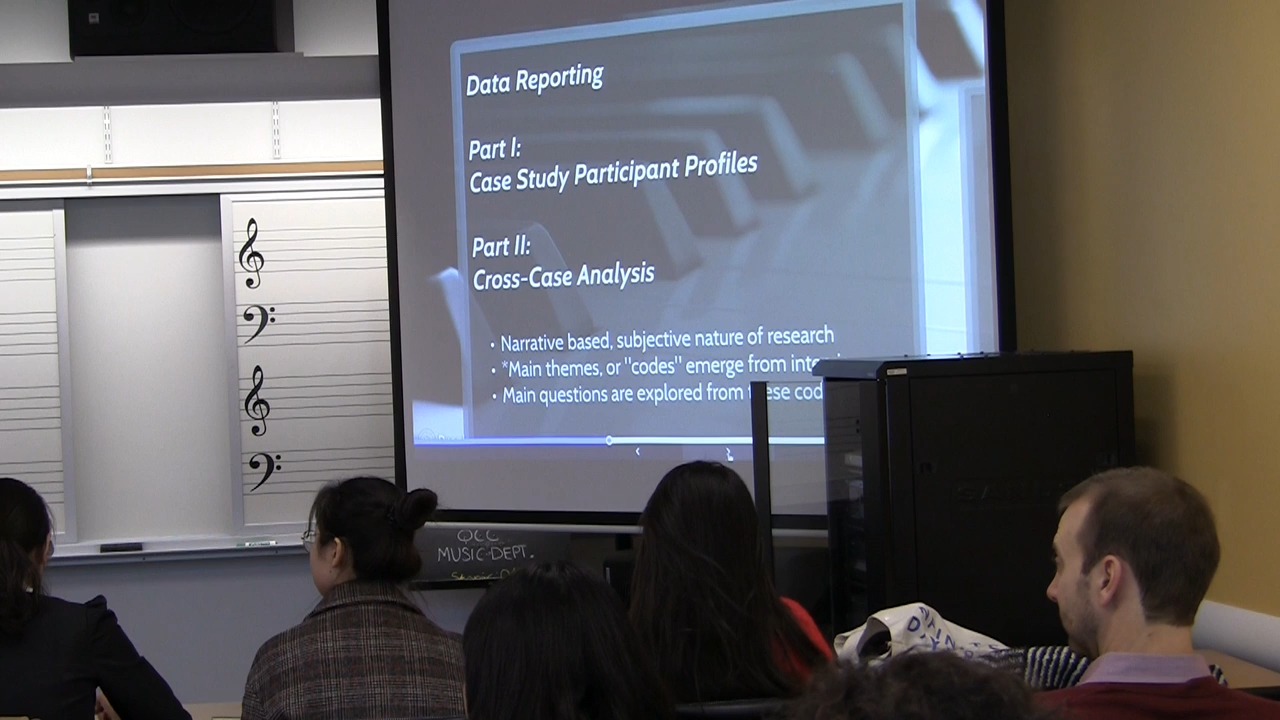 Data Reporting
Part I:
Case Study Participant Profiles
Part II:
Cross-Case Analysis
• Narrative based, subjective nature of research
• *Main themes, or "codes" emerge from
• Main questions are explored from these
QCC
MUSIC-DEPT.